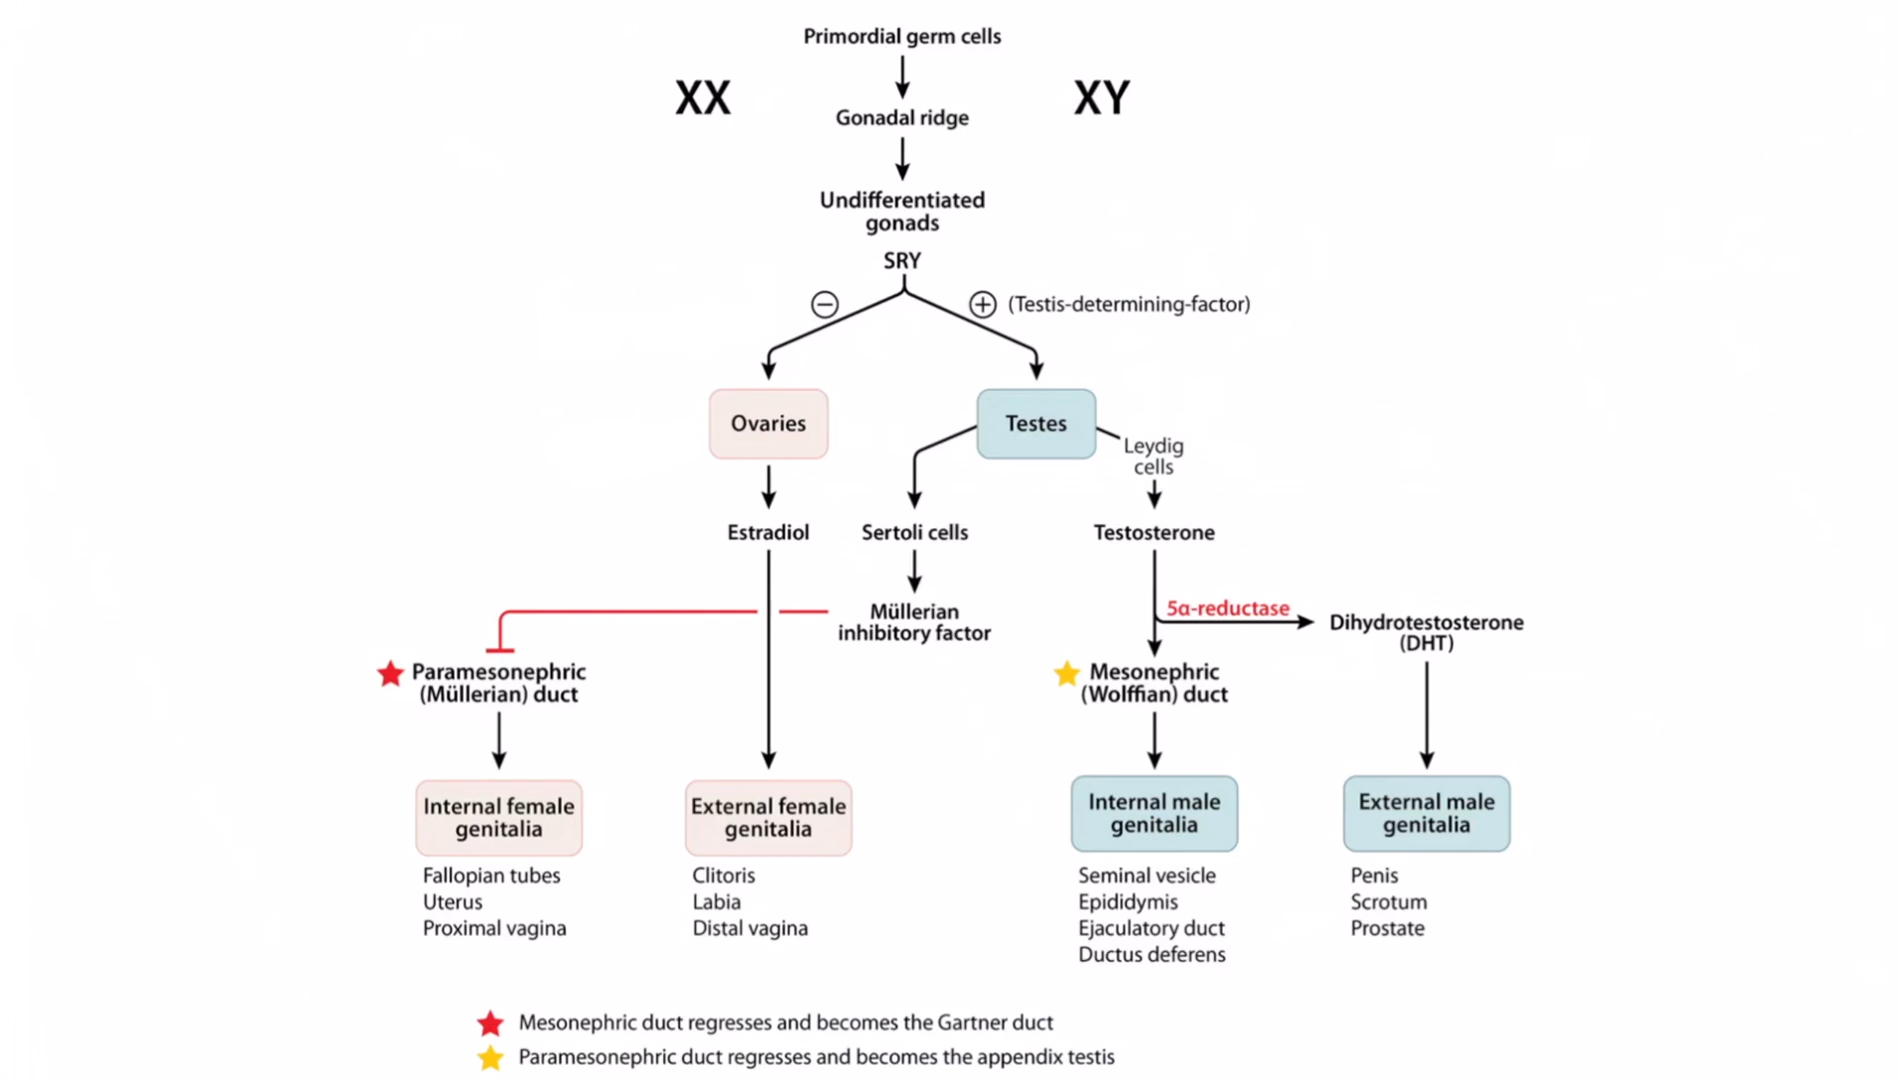 Primordial germ cells
XX
XY
Gonadal ridge
Undifferentiated
gonads
SRY
(Testis-determining-factor)
Ovaries
Testes
Leydig
cells
Estradiol
Sertoli cells
Testosterone
Müllerian
inhibitory factor
5α-reductase
Dihydrotestosterone
(DHT)
Paramesonephric
(Müllerian) duct
Mesonephric
(Wolffian) duct
Internal female
genitalia
External female
genitalia
Internal male
genitalia
External male
genitalia
Fallopian tubes
Uterus
Proximal vagina
Clitoris
Labia
Distal vagina
Seminal vesicle
Epididymis
Ejaculatory duct
Ductus deferens
Penis
Scrotum
Prostate
Mesonephric duct regresses and becomes the Gartner duct
Paramesonephric duct regresses and becomes the appendix testis